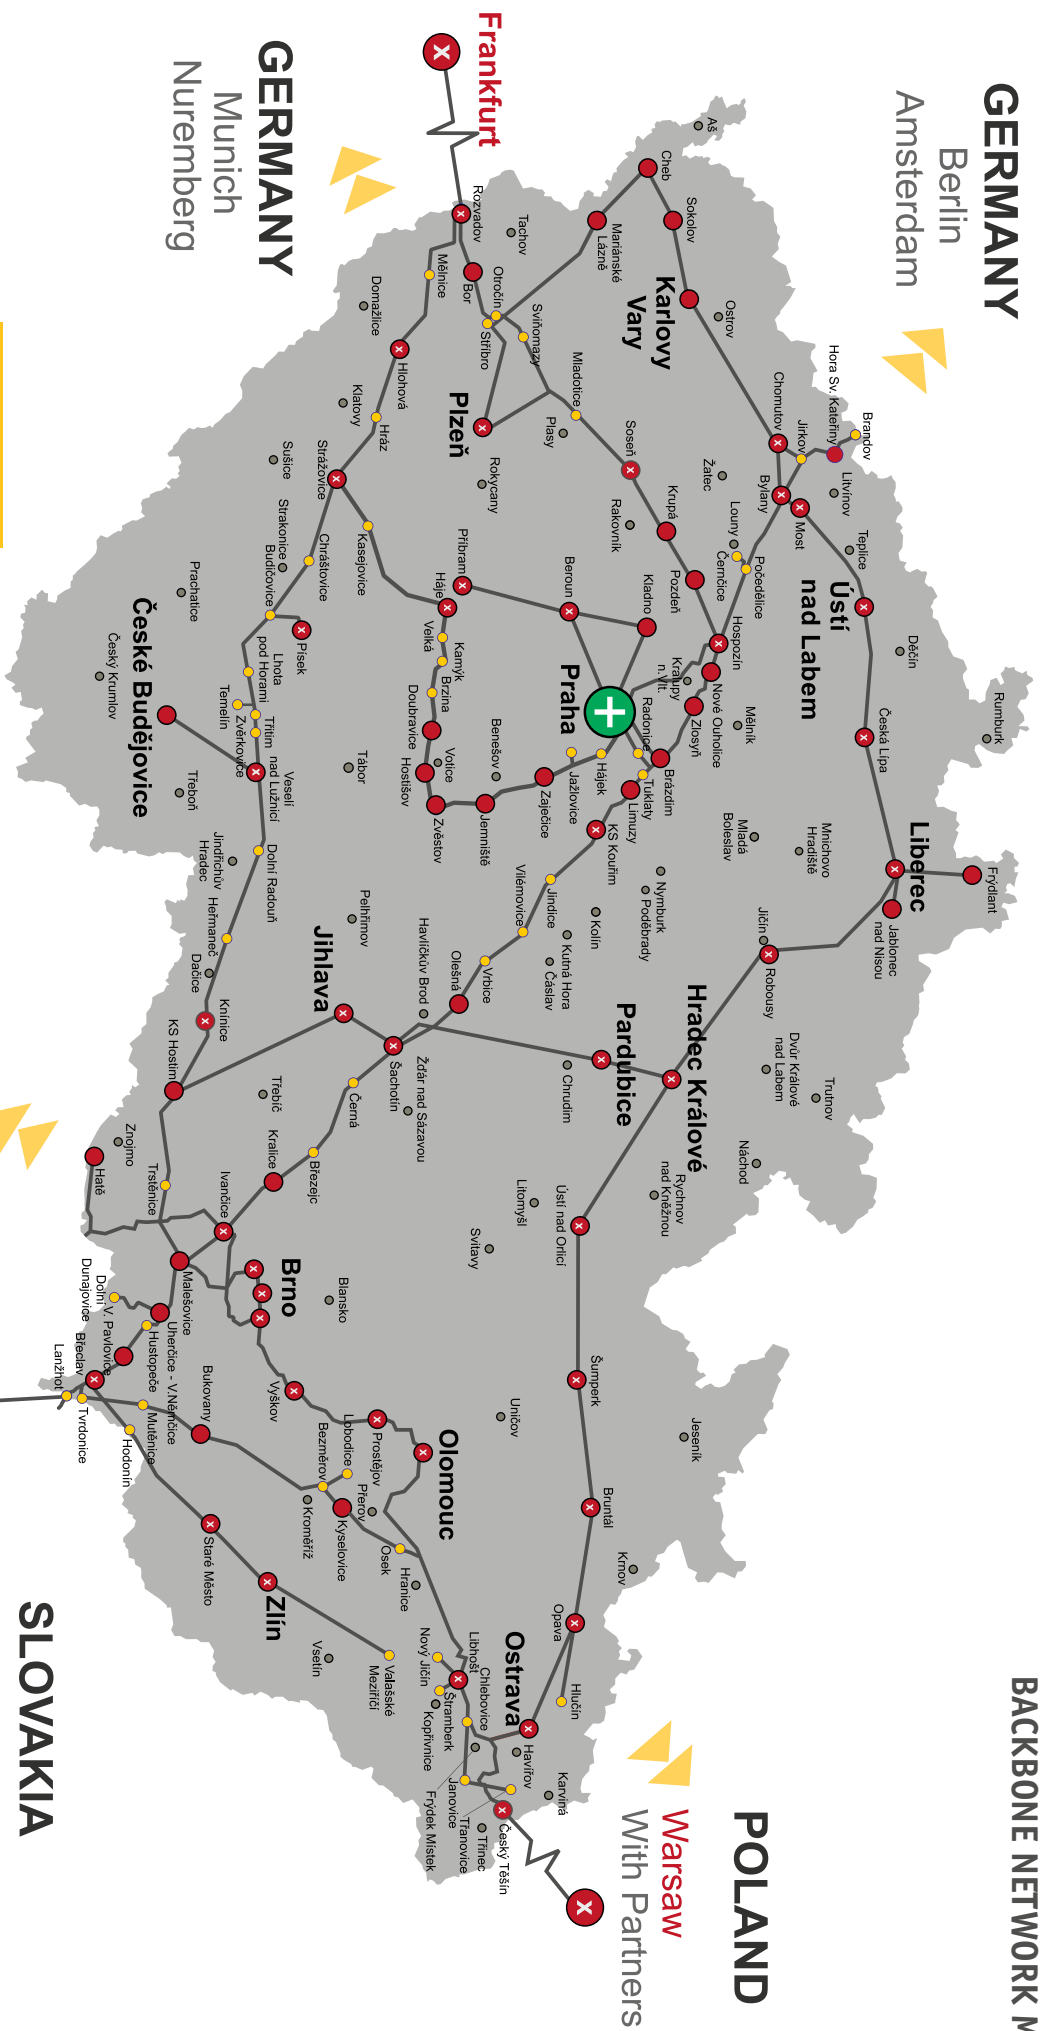 BACKBONE NETWORK M
GERMANY
Berlin
Amsterdam
POLAND
Warsaw
With Partners
GERMANY
Munich
Nuremberg
SLOVAKIA
Frankfurt
Aš
Cheb
Sokolov
Mariánské
Lázně
Karlovy
Vary
Ostrov
Tachov
Rozvadov
Bor
Otročín
Stříbro
Sviňomazy
Mělnice
Domažlice
Hlohová
Klatovy
Hráz
Plzeň
Mladotice
Plasy
Rokycany
Soseň
Rakovník
Krupá
Pozdeň
Žatec
Chomutov
Jirkov
Hora Sv. Kateřiny
Brandov
Litvínov
Bylany
Most
Teplice
Louny
Černčice
Počedělice
Ústí
nad Labem
Děčín
Rumburk
Česká Lípa
Liberec
Frýdlant
Jablonec
nad Nisou
Hospozín
Nové Ouholice
Kralupy
n.Vlt.
Zlosyň
Mělník
Mladá
Boleslav
Mnichovo
Hradiště
Jičín
Robousy
Dvůr Králové
nad Labem
Trutnov
Náchod
Hradec Králové
Pardubice
Chrudim
Rychnov
nad Kněžnou
Ústí nad Orlicí
Litomyšl
Svitavy
Beroun
Kladno
Praha
Radonice
Brázdim
Tuklaty
Limuzy
Hájek
Jažlovice
KS Kouřim
Nymburk
Poděbrady
Kolín
Kutná Hora
Čáslav
Jindice
Vilémovice
Vrbice
Olešná
Havlíčkův Brod
Příbram
Háje
Velká
Kamýk
Brzina
Doubravice
Hostišov
Votice
Benešov
Zvěstov
Jemniště
Zaječice
Strážovice
Kasejovice
Sušice
Strakonice
Chrášťovice
Budičovice
Písek
Prachatice
Lhota
pod Horami
Temelín
Třitim
Zvěrkovice
České Budějovice
Český Krumlov
Třeboň
Tábor
Veselí
nad Lužnicí
Dolní Radouň
Jindřichův
Hradec
Heřmaneč
Dačice
Knínice
Pelhřimov
Jihlava
Šachotín
Žďár nad Sázavou
Černá
Březejc
Třebíč
Kralice
KS Hostim
Znojmo
Hatě
Trstěnice
Ivančice
Malešovice
Brno
Blansko
Dolní
Dunajovice
V. Pavlovice
Uherčice - V.Němčice
Hustopeče
Břeclav
Lanžhot
Tvrdonice
Mutěnice
Hodonín
Bukovany
Vyškov
Prostějov
Olomouc
Lobodice
Bezměrov
Přerov
Kroměříž
Kyselovice
Osek
Hranice
Staré Město
Zlín
Vsetín
Valašské
Meziříčí
Uničov
Šumperk
Jeseník
Bruntál
Krnov
Opava
Hlučín
Ostrava
Havířov
Karviná
Nový Jičín
Libhošť
Štramberk
Kopřivnice
Chlebovice
Frýdek Místek
Janovice
Třanovice
Třinec
Český Těšín